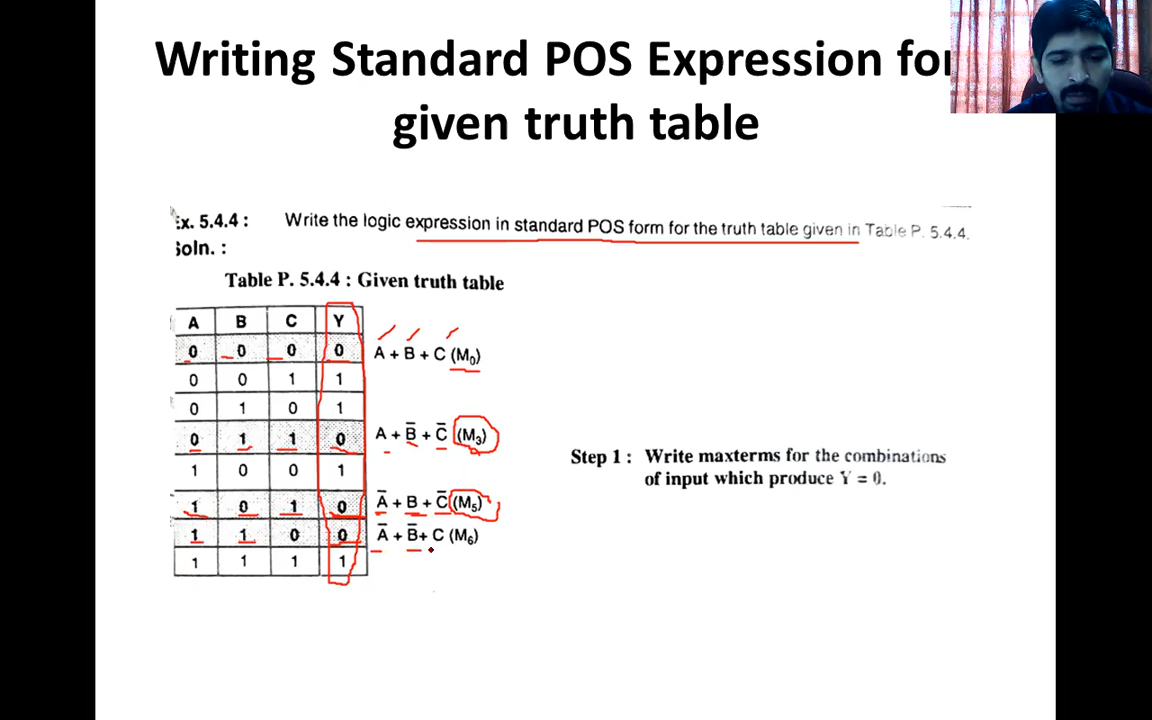 Writing Standard POS Expression for
given truth table
Ex. 5.4.4 : Write the logic expression in standard POS form for the truth table given in Table P. 5.4.4.
Soln. :
Table P. 5.4.4 : Given truth table
A B C Y
0 0 0 0 A + B + C (M₀)
0 0 1 1
0 1 0 1
0 1 1 0 A + B̅ + C̅ (M₃)
1 0 0 1
1 0 1 0 A̅ + B + C̅ (M₅)
1 1 0 0 A̅ + B̅+ C (M₆)
1 1 1 1
Step 1 : Write maxterms for the combinations
of input which produce Y = 0.